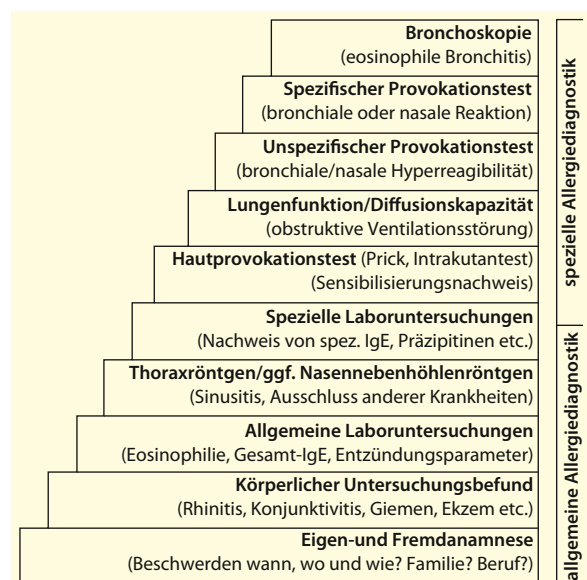 Bronchoskopie
(eosinophile Bronchitis)
Spezifischer Provokationstest
(bronchiale oder nasale Reaktion)
Unspezifischer Provokationstest
(bronchiale/nasale Hyperreagibilität)
Lungenfunktion/Diffusionskapazität
(obstruktive Ventilationsstörung)
Hautprovokationstest (Prick, Intrakutantest)
(Sensibilisierungsnachweis)
Spezielle Laboruntersuchungen
(Nachweis von spez. IgE, Präzipitinen etc.)
Thoraxröntgen/ggf. Nasennebenhöhlenröntgen
(Sinusitis, Ausschluss anderer Krankheiten)
Allgemeine Laboruntersuchungen
(Eosinophilie, Gesamt-IgE, Entzündungsparameter)
Körperlicher Untersuchungsbefund
(Rhinitis, Konjunktivitis, Giemen, Ekzem etc.)
Eigen-und Fremdanamnese
(Beschwerden wann, wo und wie? Familie? Beruf?)
spezielle Allergiediagnostik
allgemeine Allergiediagnostik